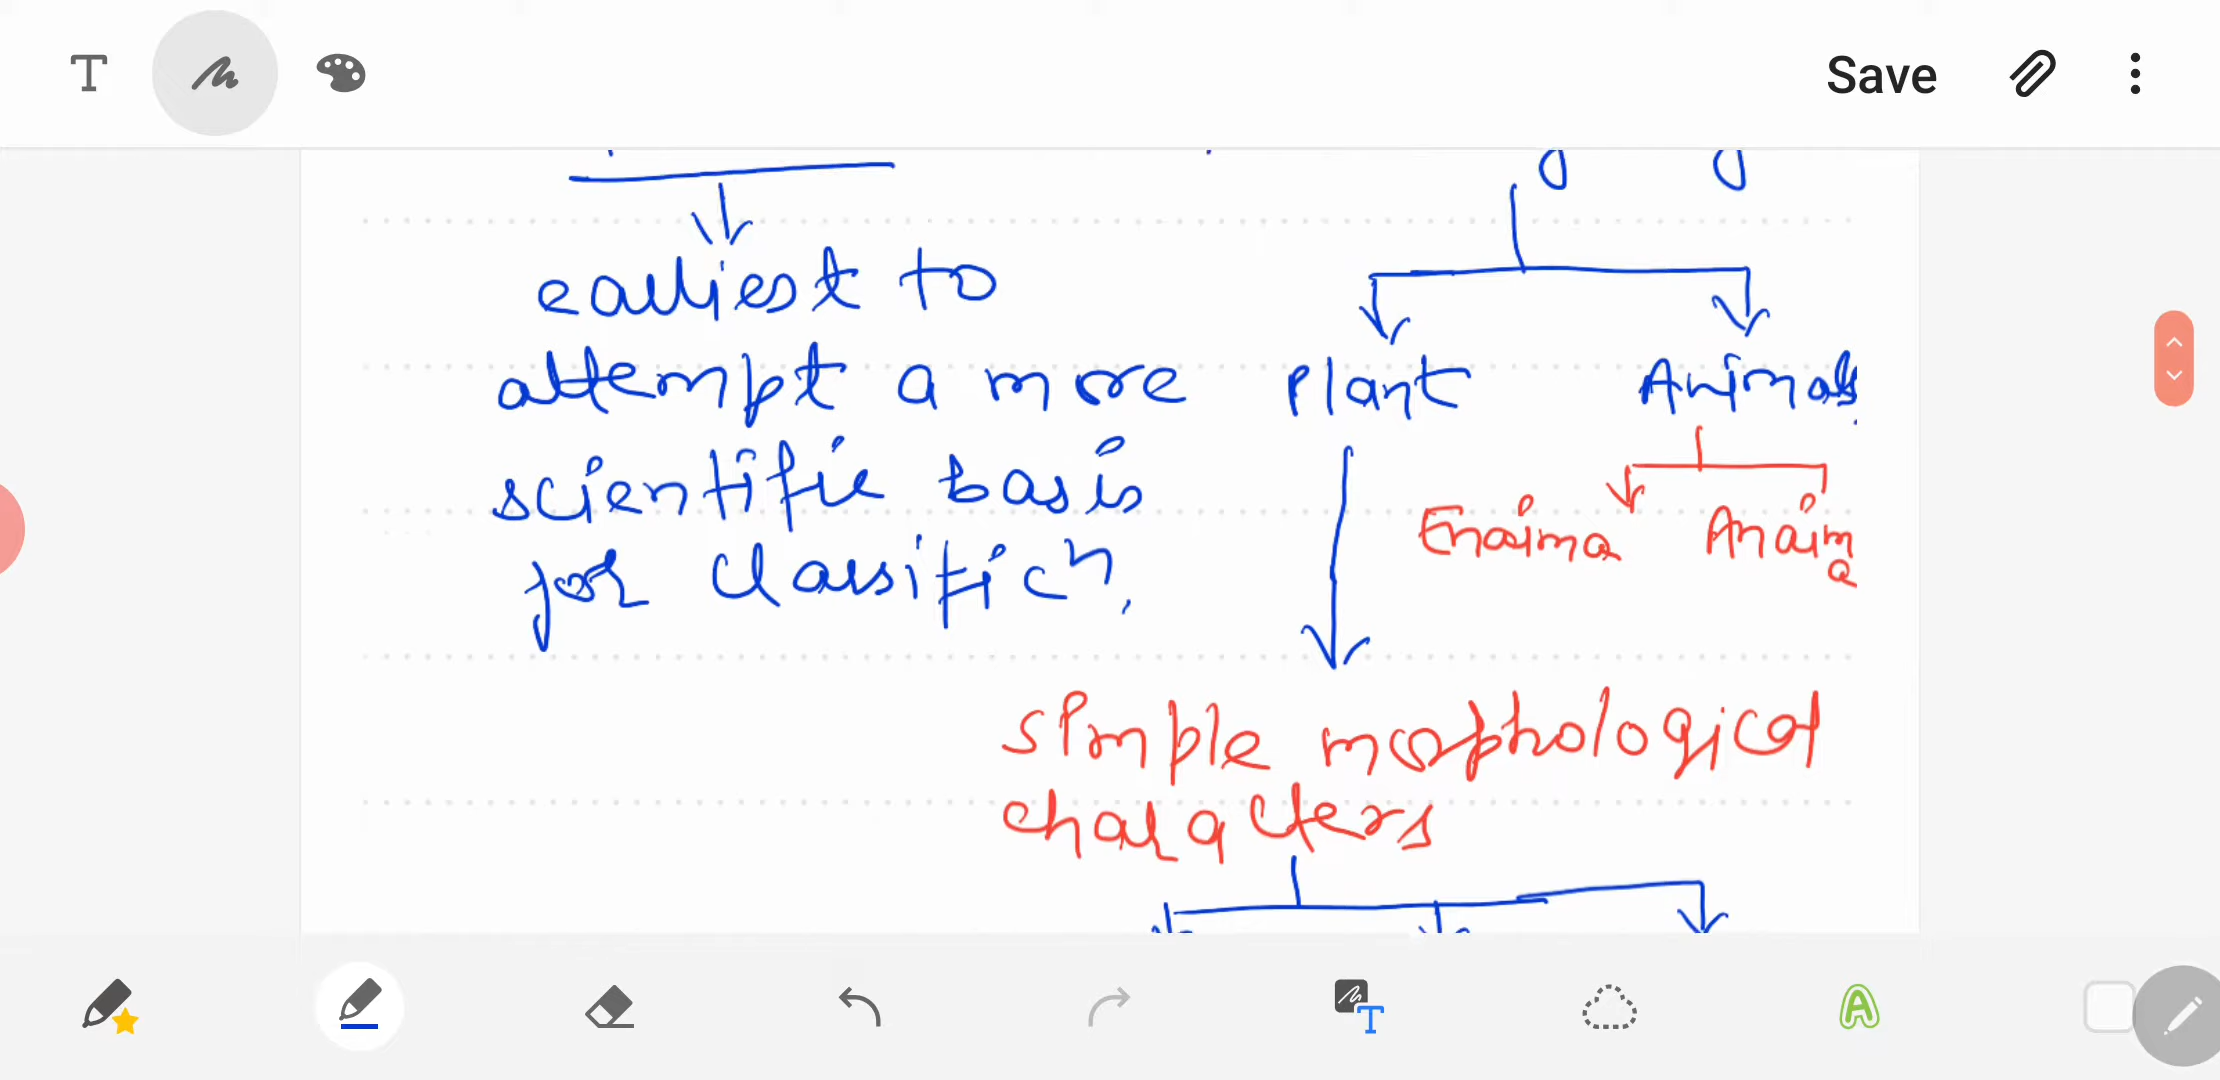 Save
earliest to
attempt a more
scientific basis
for classificn.
Plant Animals
Enaima Anaima
simple morphological
characters